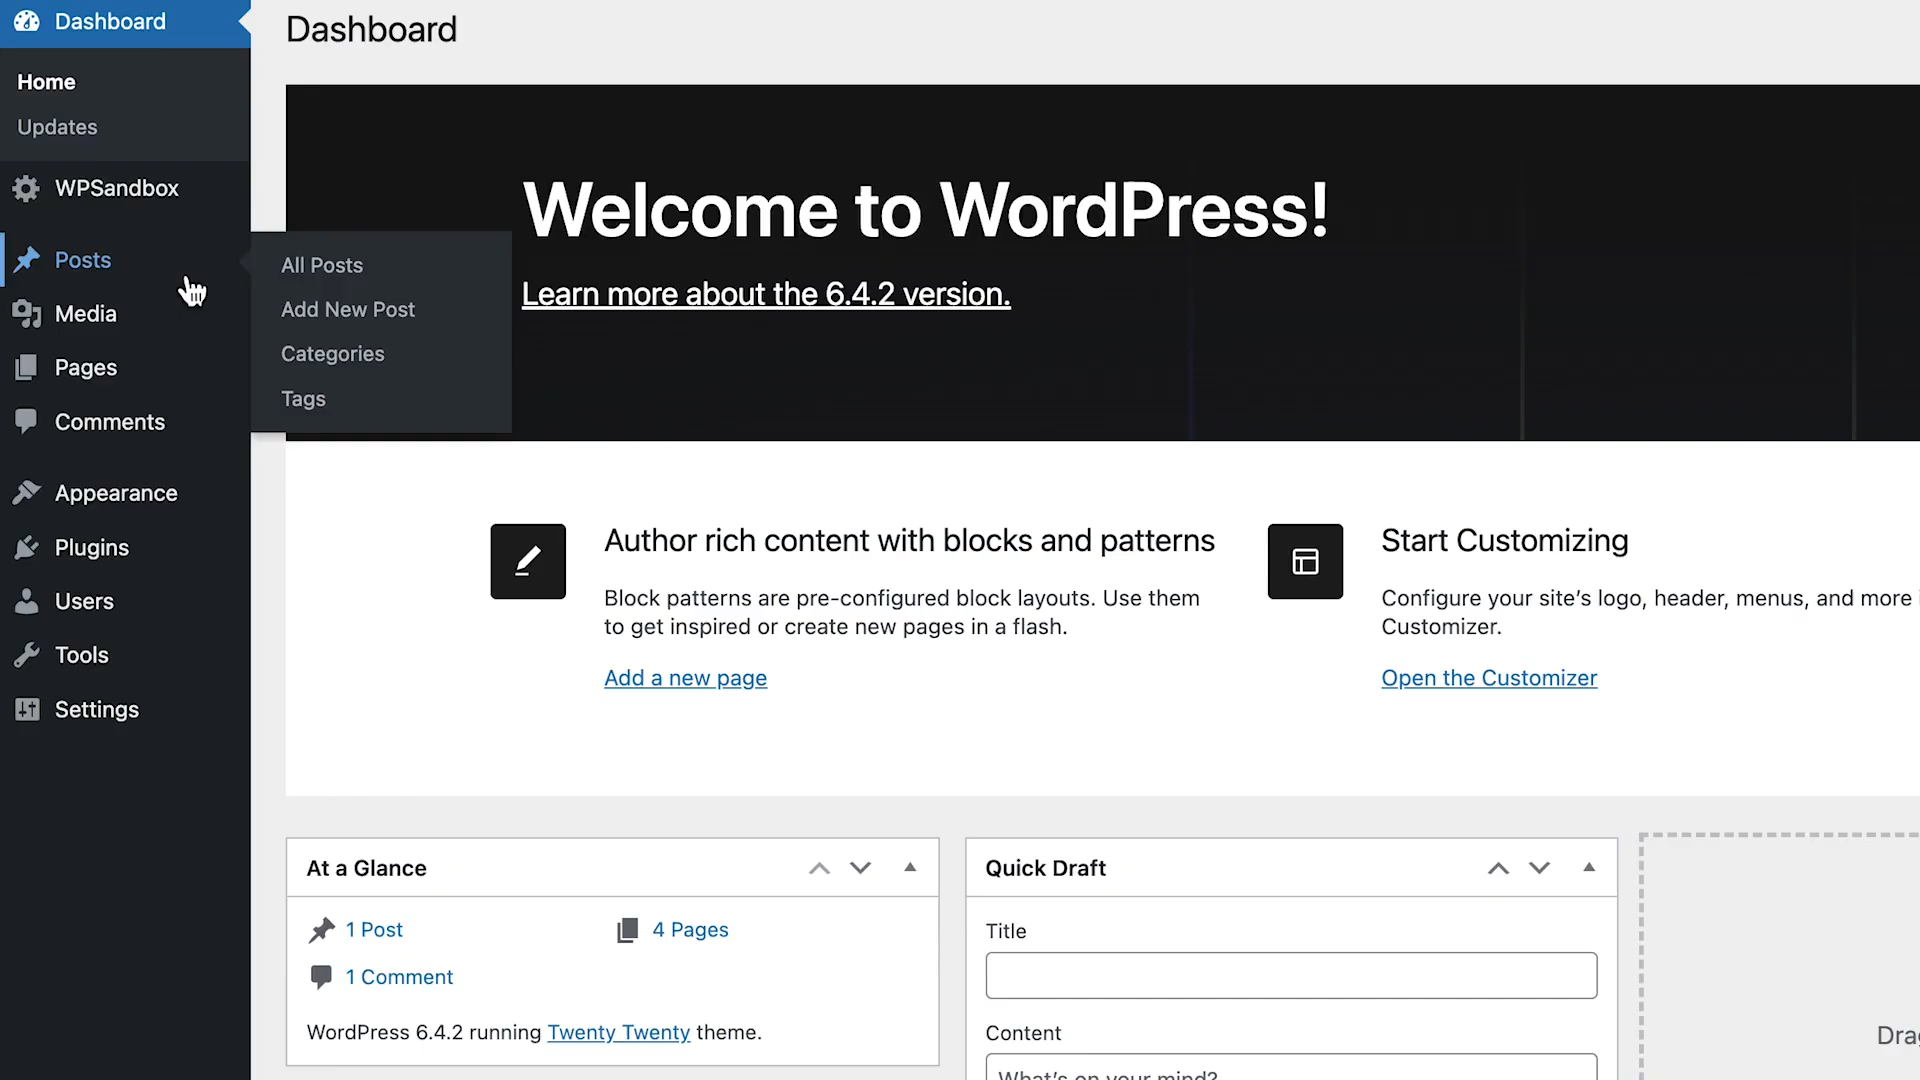 Dashboard
Home
Updates
WPSandbox
Posts
Media
Pages
Comments
Appearance
Plugins
Users
Tools
Settings
All Posts
Add New Post
Categories
Tags
Dashboard
Welcome to WordPress!
Learn more about the 6.4.2 version.
Author rich content with blocks and patterns
Block patterns are pre-configured block layouts. Use them
to get inspired or create new pages in a flash.
Add a new page
Start Customizing
Configure your site's logo, header, menus, and more
Customizer.
Open the Customizer
At a Glance
1 Post
4 Pages
1 Comment
WordPress 6.4.2 running Twenty Twenty theme.
Quick Draft
Title
Content
What's on your mind?